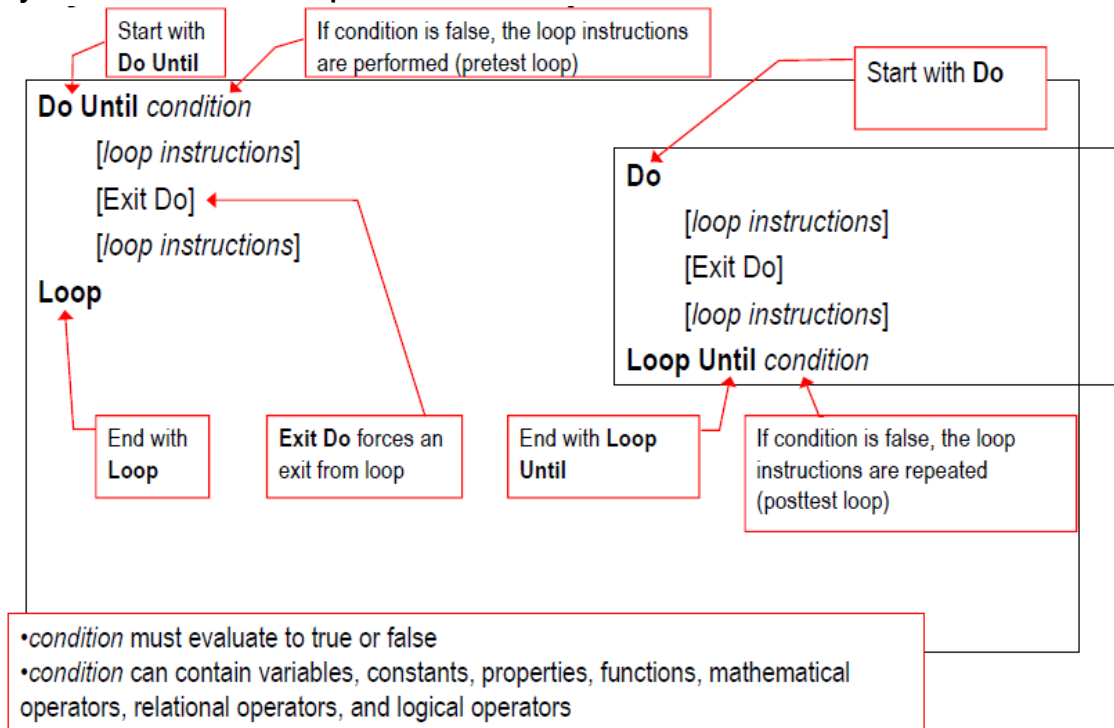 Start with
Do Until
If condition is false, the loop instructions
are performed (pretest loop)
Start with Do
Do Until condition
[loop instructions]
[Exit Do]
[loop instructions]
Loop
Do
[loop instructions]
[Exit Do]
[loop instructions]
Loop Until condition
End with
Loop
Exit Do forces an
exit from loop
End with Loop
Until
If condition is false, the loop
instructions are repeated
(posttest loop)
•condition must evaluate to true or false
•condition can contain variables, constants, properties, functions, mathematical
operators, relational operators, and logical operators